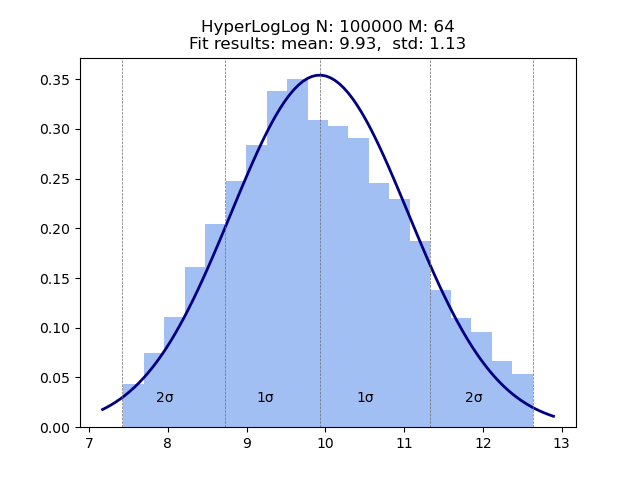 HyperLogLog N: 100000 M: 64
Fit results: mean: 9.93,  std: 1.13
0.35
0.30
0.25
0.20
0.15
0.10
0.05
0.00
2σ 1σ 1σ 2σ
7 8 9 10 11 12 13